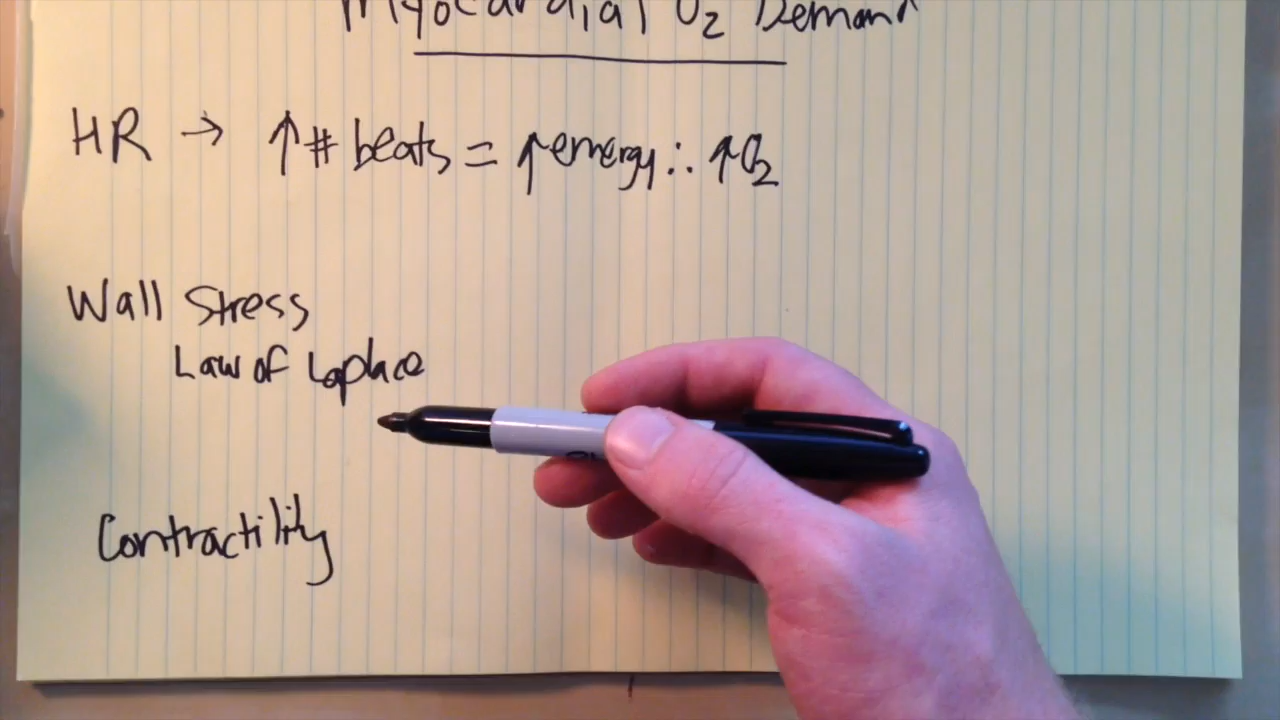 Myocardial O2 Demand
HR → ↑ # beats = ↑ energy ∴ ↑O2
Wall Stress
Law of Laplace
Contractility